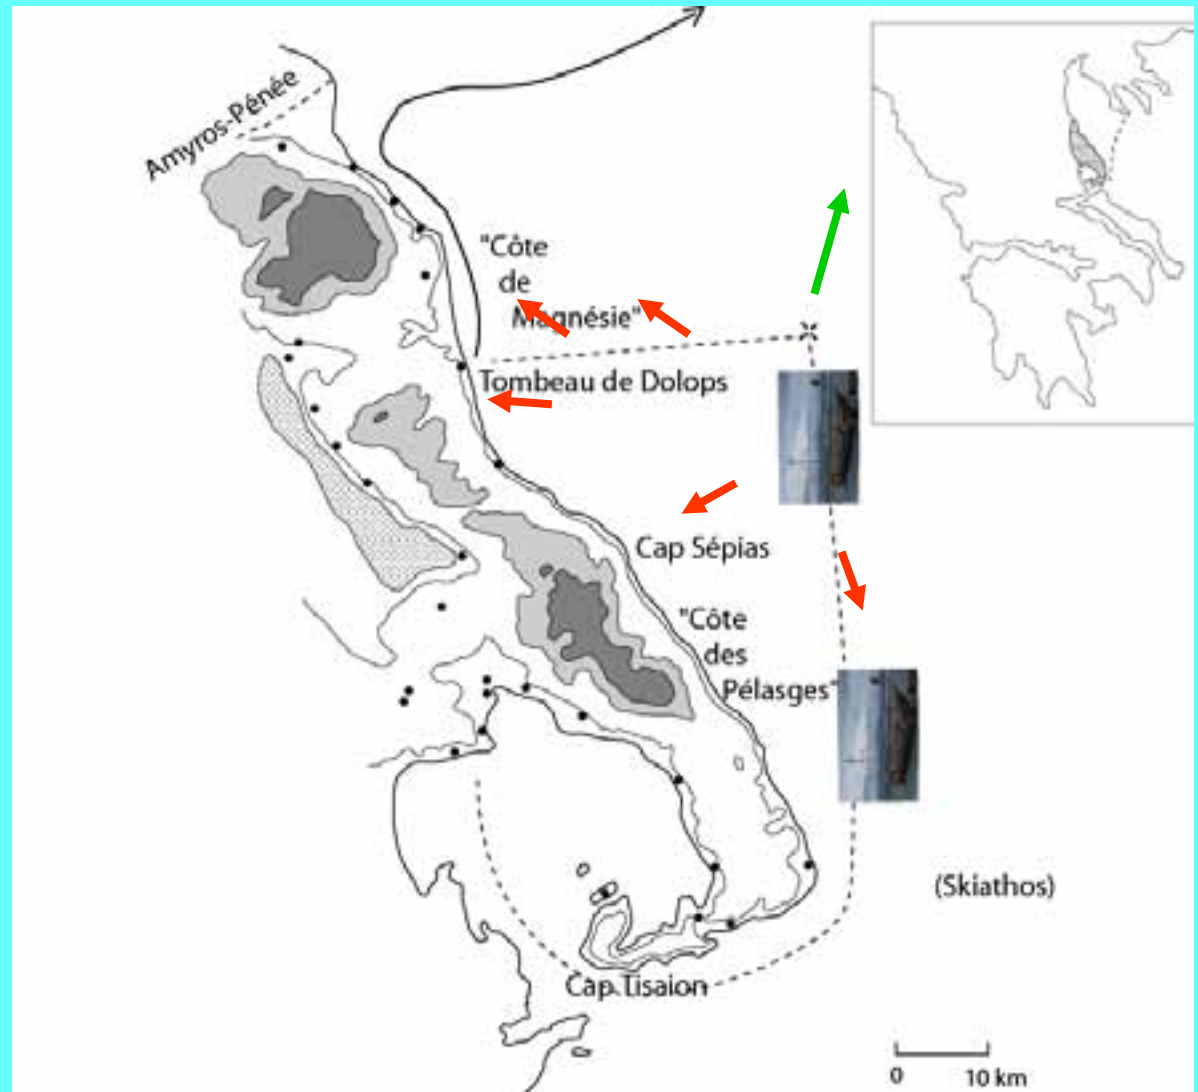 Amyros-Pénée
"Côte
de
Magnésie"
Tombeau de Dolops
Cap Sépias
"Côte
des
Pélasges"
(Skiathos)
Cap Tisaion
0 10 km